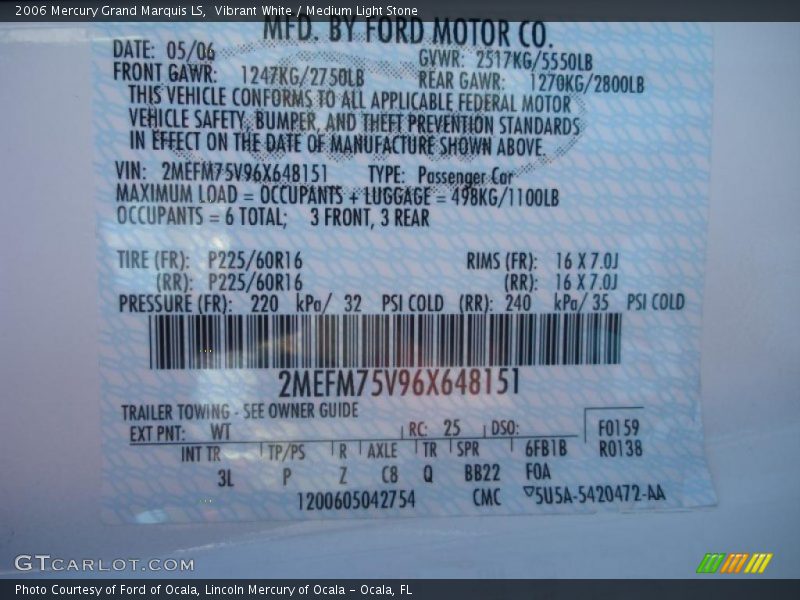 2006 Mercury Grand Marquis LS, Vibrant White / Medium Light Stone
MFD. BY FORD MOTOR CO.
DATE: 05/06 GVWR: 2517KG/5550LB
FRONT GAWR: 1247KG/2750LB REAR GAWR: 1270KG/2800LB
THIS VEHICLE CONFORMS TO ALL APPLICABLE FEDERAL MOTOR
VEHICLE SAFETY, BUMPER, AND THEFT PREVENTION STANDARDS
IN EFFECT ON THE DATE OF MANUFACTURE SHOWN ABOVE.
VIN: 2MEFM75V96X648151 TYPE: Passenger Car
MAXIMUM LOAD = OCCUPANTS + LUGGAGE = 498KG/1100LB
OCCUPANTS = 6 TOTAL; 3 FRONT, 3 REAR
TIRE (FR): P225/60R16 RIMS (FR): 16 X 7.0J
(RR): P225/60R16 (RR): 16 X 7.0J
PRESSURE (FR): 220 kPa/ 32 PSI COLD (RR): 240 kPa/ 35 PSI COLD
2MEFM75V96X648151
TRAILER TOWING - SEE OWNER GUIDE
EXT PNT: WT RC: 25 DSO: F0159
INT TR TP/PS R AXLE TR SPR 6FB1B R0138
3L P Z C8 Q BB22 F0A
1200605042754 CMC ▽5U5A-5420472-AA
GTCARLOT.COM
Photo Courtesy of Ford of Ocala, Lincoln Mercury of Ocala – Ocala, FL